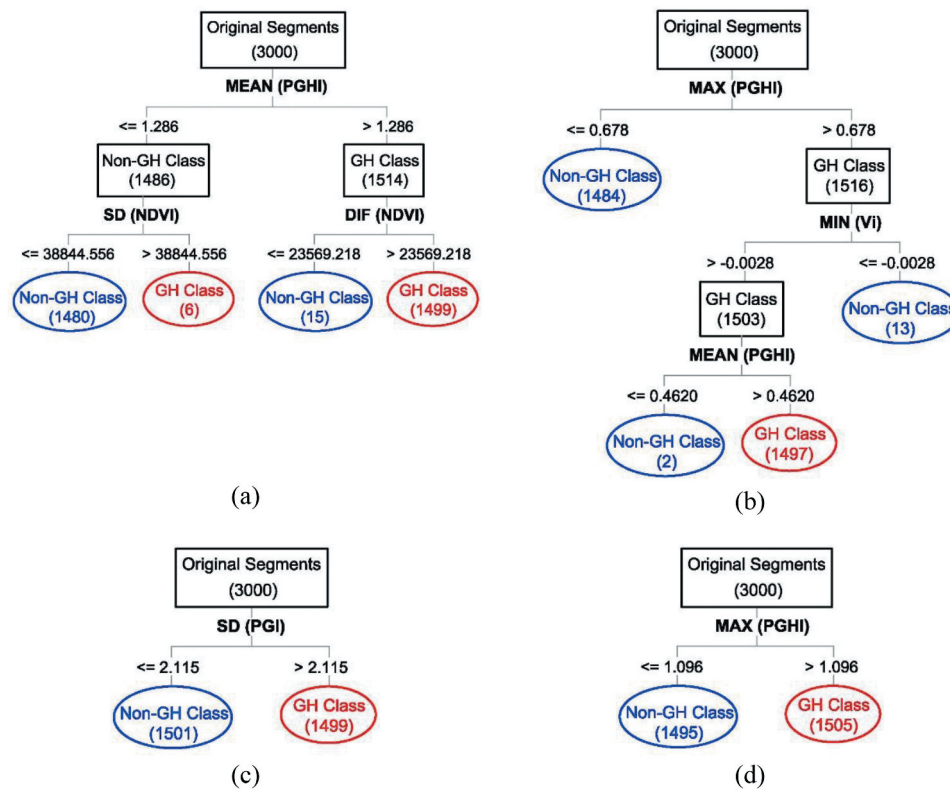 Original Segments
(3000)
MEAN (PGHI)
<= 1.286
> 1.286
Non-GH Class
(1486)
GH Class
(1514)
SD (NDVI)
DIF (NDVI)
<= 38844.556
> 38844.556
<= 23569.218
> 23569.218
Non-GH Class
(1480)
GH Class
(6)
Non-GH Class
(15)
GH Class
(1499)
(a)
Original Segments
(3000)
MAX (PGHI)
<= 0.678
> 0.678
Non-GH Class
(1484)
GH Class
(1516)
MIN (Vi)
> -0.0028
<= -0.0028
GH Class
(1503)
Non-GH Class
(13)
MEAN (PGHI)
<= 0.4620
> 0.4620
Non-GH Class
(2)
GH Class
(1497)
(b)
Original Segments
(3000)
SD (PGI)
<= 2.115
> 2.115
Non-GH Class
(1501)
GH Class
(1499)
(c)
Original Segments
(3000)
MAX (PGHI)
<= 1.096
> 1.096
Non-GH Class
(1495)
GH Class
(1505)
(d)